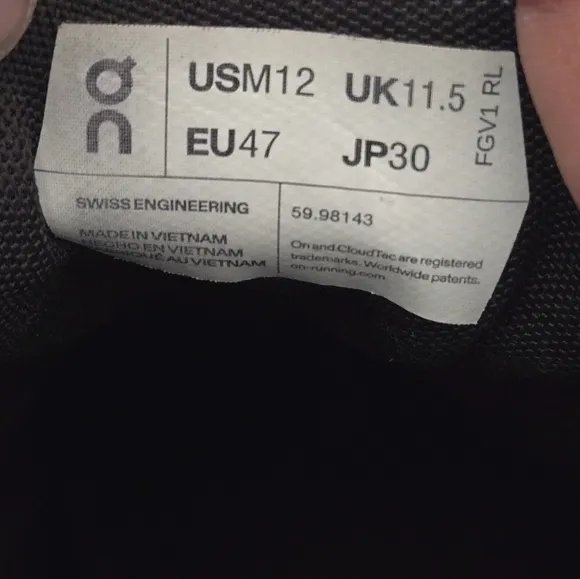 On
USM12 UK11.5
EU47 JP30
FGV1 RL
SWISS ENGINEERING
59.98143
MADE IN VIETNAM
HECHO EN VIETNAM
AU VIETNAM
On and CloudTec are registered
trademarks. Worldwide patents.
on-running.com